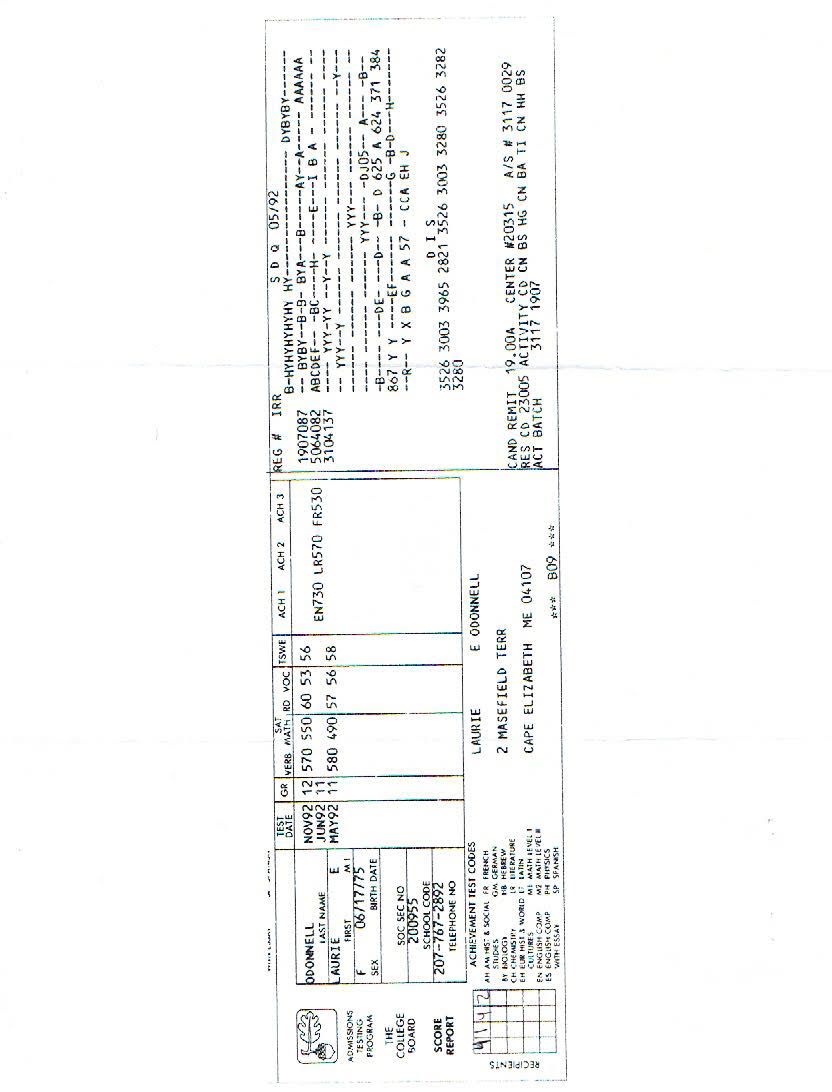 ADMISSIONS
TESTING
PROGRAM
THE
COLLEGE
BOARD
SCORE
REPORT
ODONNELL
LAST NAME
LAURIE E
FIRST M I
F 06/17/75
SEX BIRTH DATE
SOC SEC NO
200955
SCHOOL CODE
207-767-2892
TELEPHONE NO
TEST DATE GR SAT VERB MATH RD VOC TSWE ACH 1 ACH 2 ACH 3
NOV92 12 570 550 60 53 56
JUN92 11 EN730 LR570 FR530
MAY92 11 580 490 57 56 58
REG # IRR S D Q 05/92
B-HYHYHYHYHY HY------------- DYBYBY------
1907087 -- BYBY--B-B- BYA---B-----AY--A----- AAAAAA
5064082 ABCDEF-- -BC----H- ----E---I B A - ------ --
3104137 ----- YYY-YY --Y--Y
-- YYY--Y
YYY
YYY-- --DJ05-- A--- -B--
-B---- ---DE- ---D-- -B- D 625 A 624 371 384
867 Y Y ----EF------ ------G -B-D---H-------
--R-- Y X B G A A 57 - CCA EH J
D I S
3526 3003 3965 2821 3526 3003 3280 3526 3282
3280
CAND REMIT 19.00A CENTER #20315 A/S # 3117 0029
RES CD 23005 ACTIVITY CD CN BS HG CN BA TI CN HH BS
ACT BATCH 3117 1907
LAURIE E ODONNELL
2 MASEFIELD TERR
CAPE ELIZABETH ME 04107
*** B09 ***
ACHIEVEMENT TEST CODES
AH AM HIST & SOCIAL STUDIES
BY BIOLOGY
CH CHEMISTRY
EH EUR HIST & WORLD CULTURES
EN ENGLISH COMP
ES ENGLISH COMP WITH ESSAY
FR FRENCH
GM GERMAN
HB HEBREW
LR LITERATURE
LT LATIN
M1 MATH LEVEL I
M2 MATH LEVEL II
PH PHYSICS
SP SPANISH
RECIPIENTS